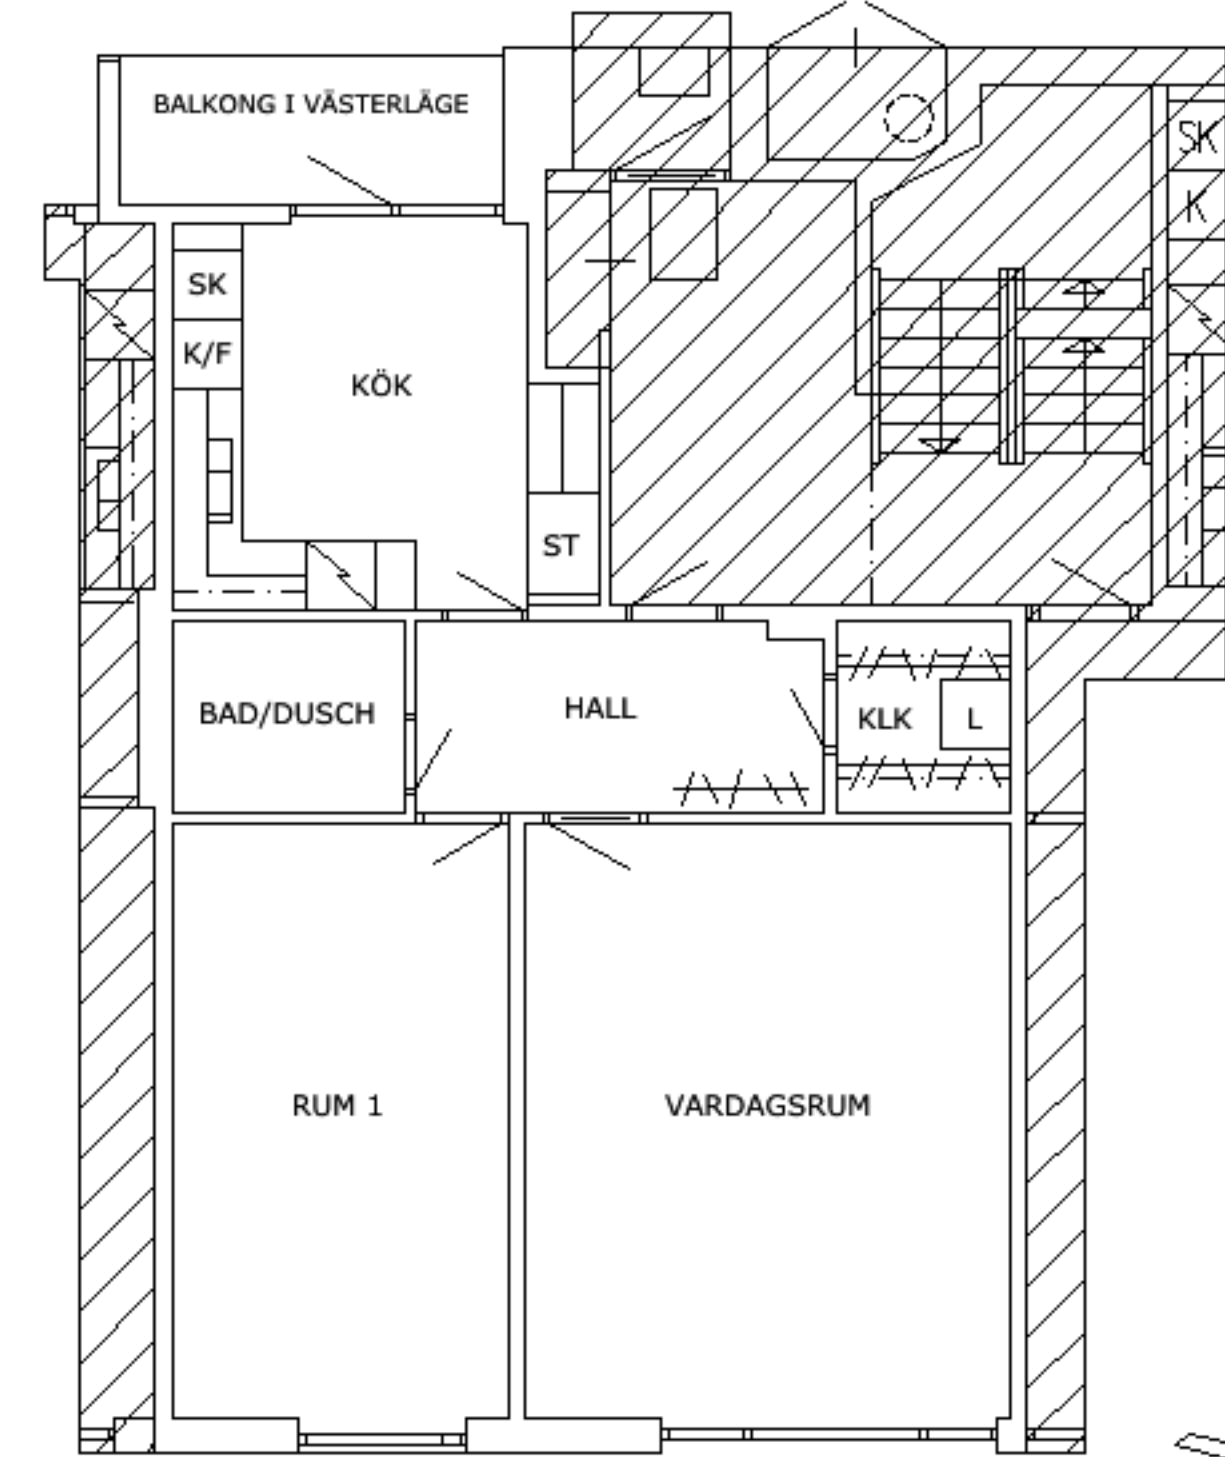 BALKONG I VÄSTERLÄGE
SK
SK
K
K/F
KÖK
ST
BAD/DUSCH
HALL
KLK
L
RUM 1
VARDAGSRUM